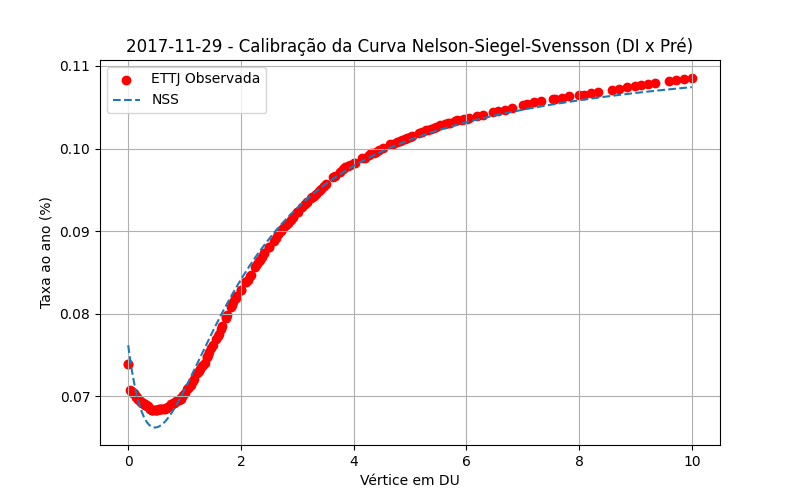 2017-11-29 - Calibração da Curva Nelson-Siegel-Svensson (DI x Pré)
ETTJ Observada
NSS
Taxa ao ano (%)
0.11
0.10
0.09
0.08
0.07
0 2 4 6 8 10
Vértice em DU